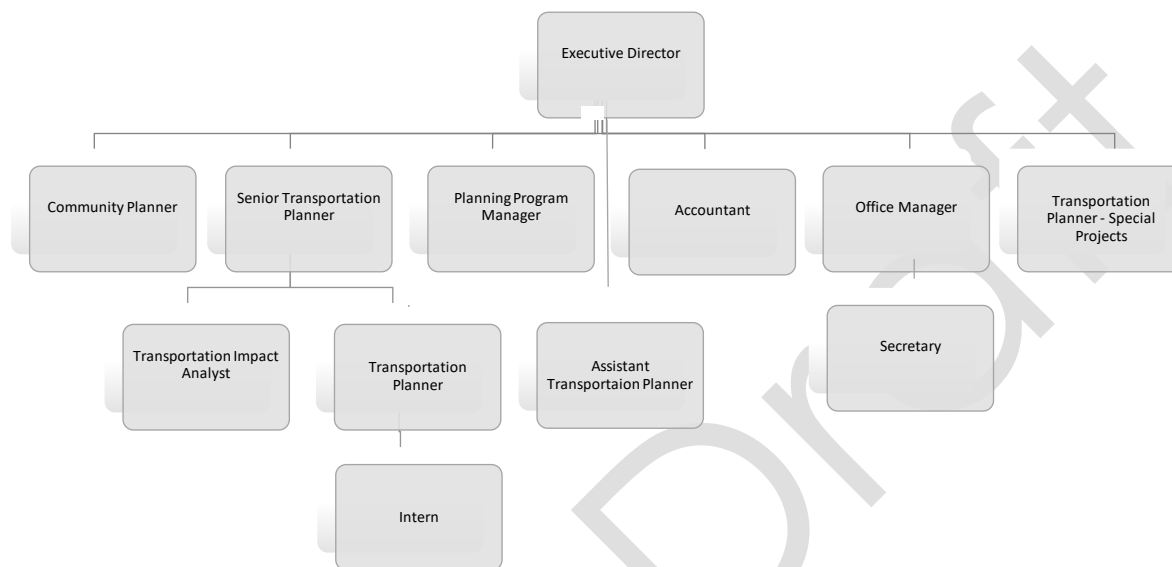 Executive Director
Community Planner
Senior Transportation
Planner
Planning Program
Manager
Accountant
Office Manager
Transportation
Planner - Special
Projects
Transportation Impact
Analyst
Transportation
Planner
Assistant
Transportaion Planner
Secretary
Intern
Draft